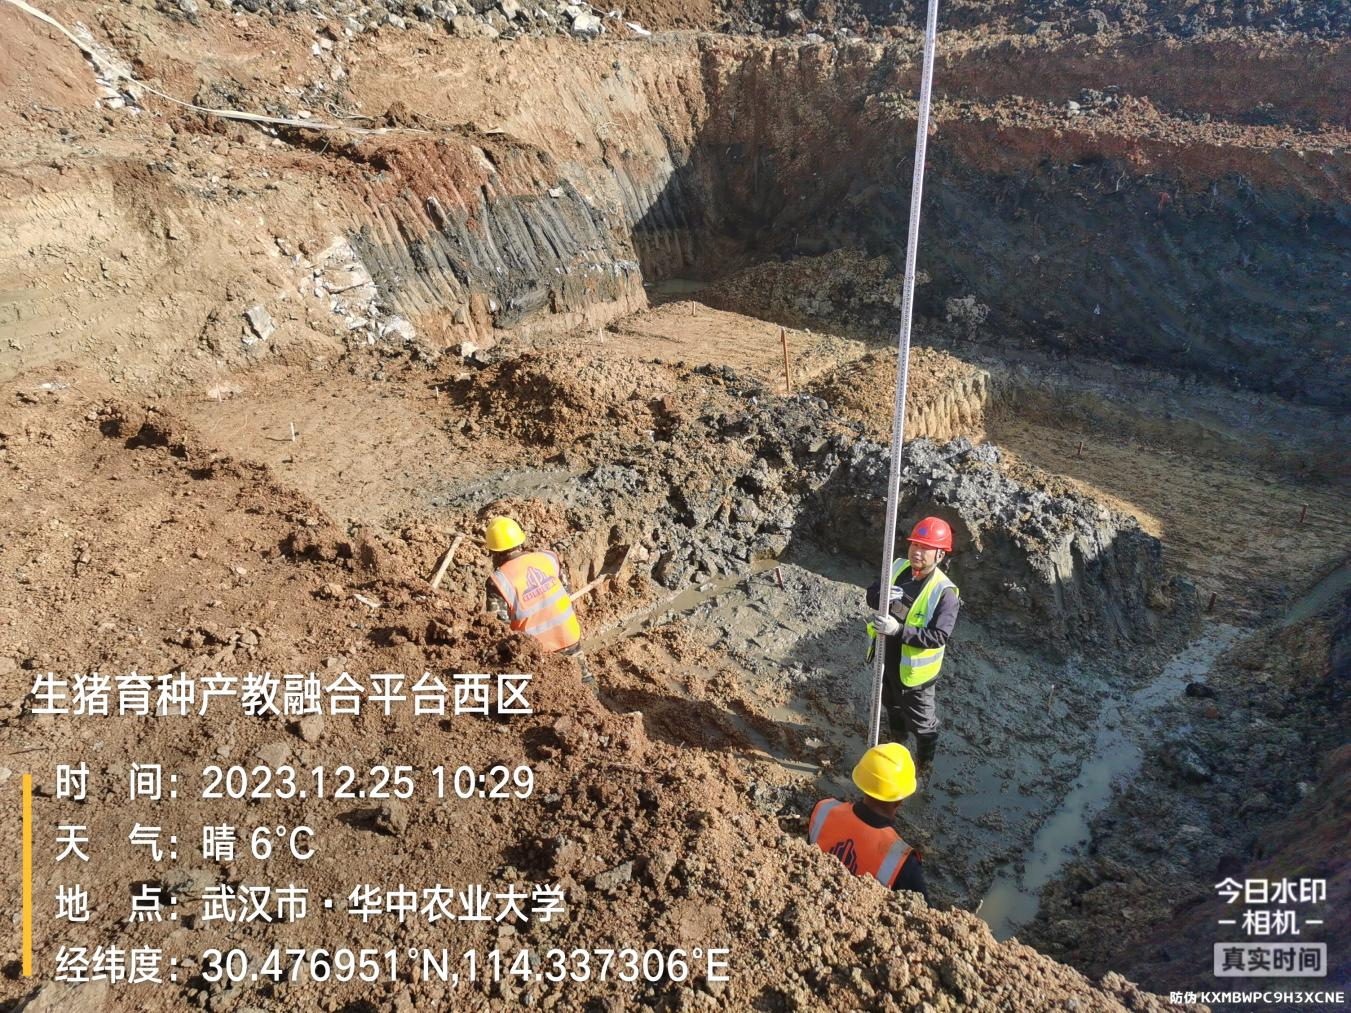 生猪育种产教融合平台西区
时 间：2023.12.25 10:29
天 气：晴 6℃
地 点：武汉市·华中农业大学
经纬度：30.476951°N,114.337306°E
今日水印
相机
真实时间
防伪 KXMBWPC9H3XCNE